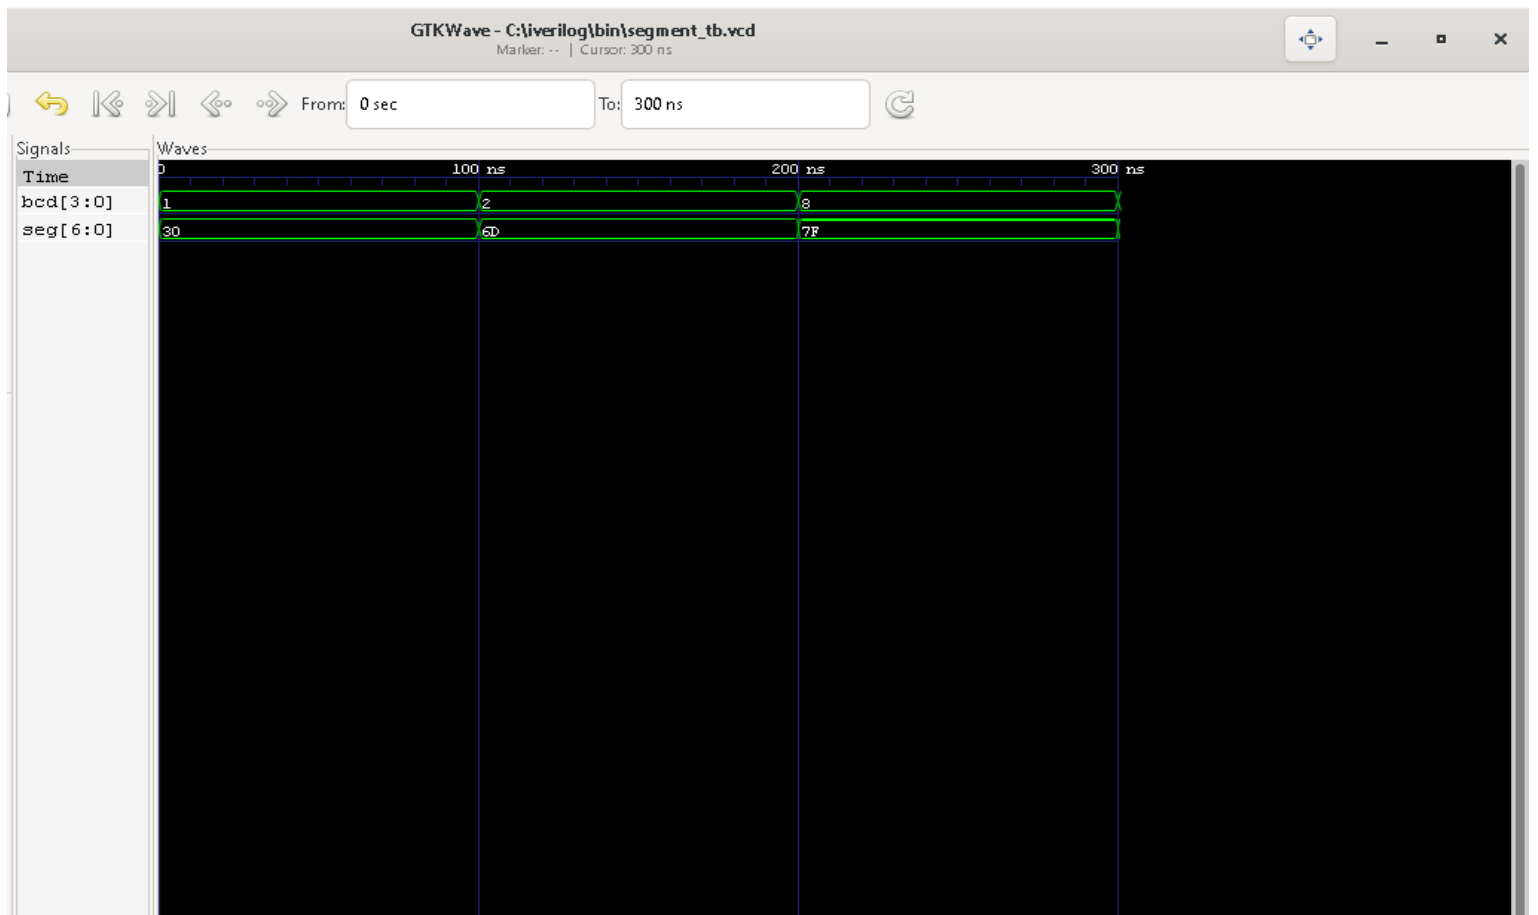 GTKWave - C:\iverilog\bin\segment_tb.vcd
Marker: -- | Cursor: 300 ns
From: 0 sec To: 300 ns
Signals Waves
Time 0 100 ns 200 ns 300 ns
bcd[3:0] 1 2 8
seg[6:0] 30 6D 7F